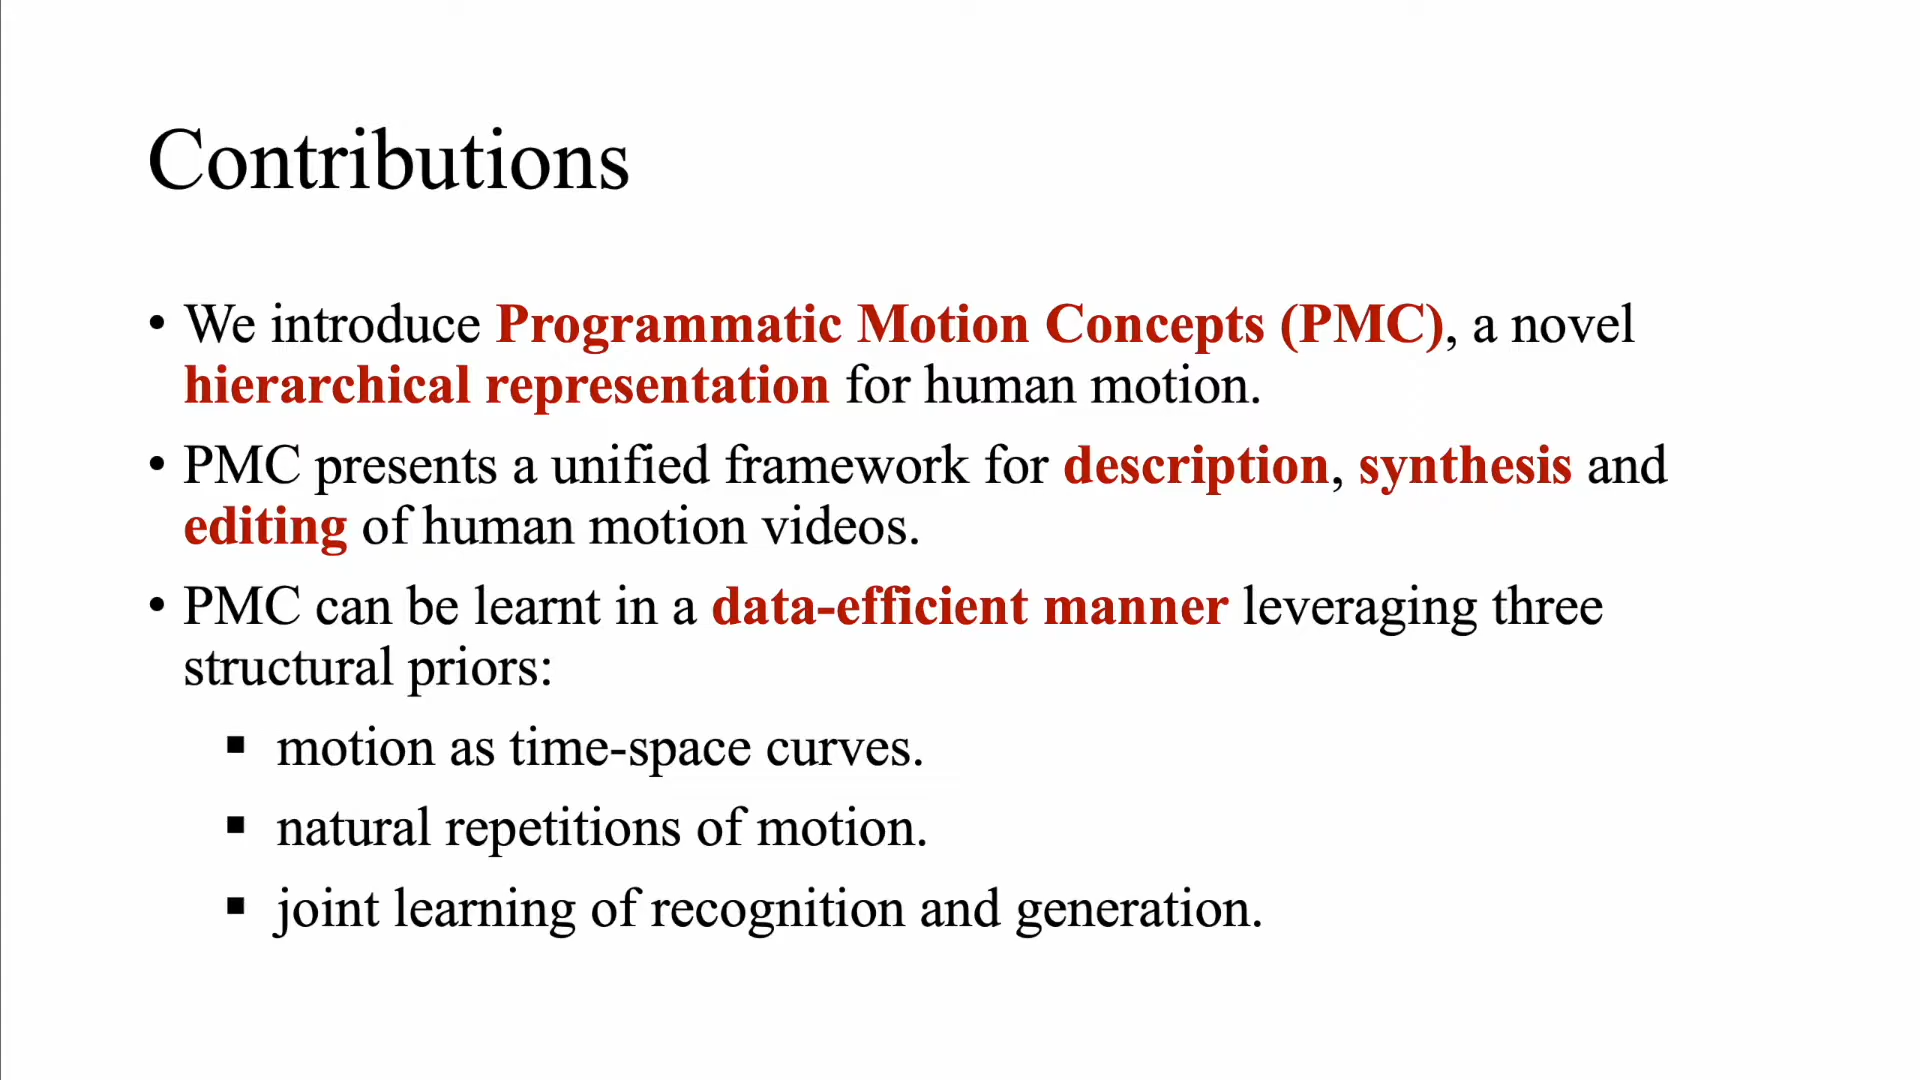 Contributions
• We introduce Programmatic Motion Concepts (PMC), a novel
hierarchical representation for human motion.
• PMC presents a unified framework for description, synthesis and
editing of human motion videos.
• PMC can be learnt in a data-efficient manner leveraging three
structural priors:
▪ motion as time-space curves.
▪ natural repetitions of motion.
▪ joint learning of recognition and generation.